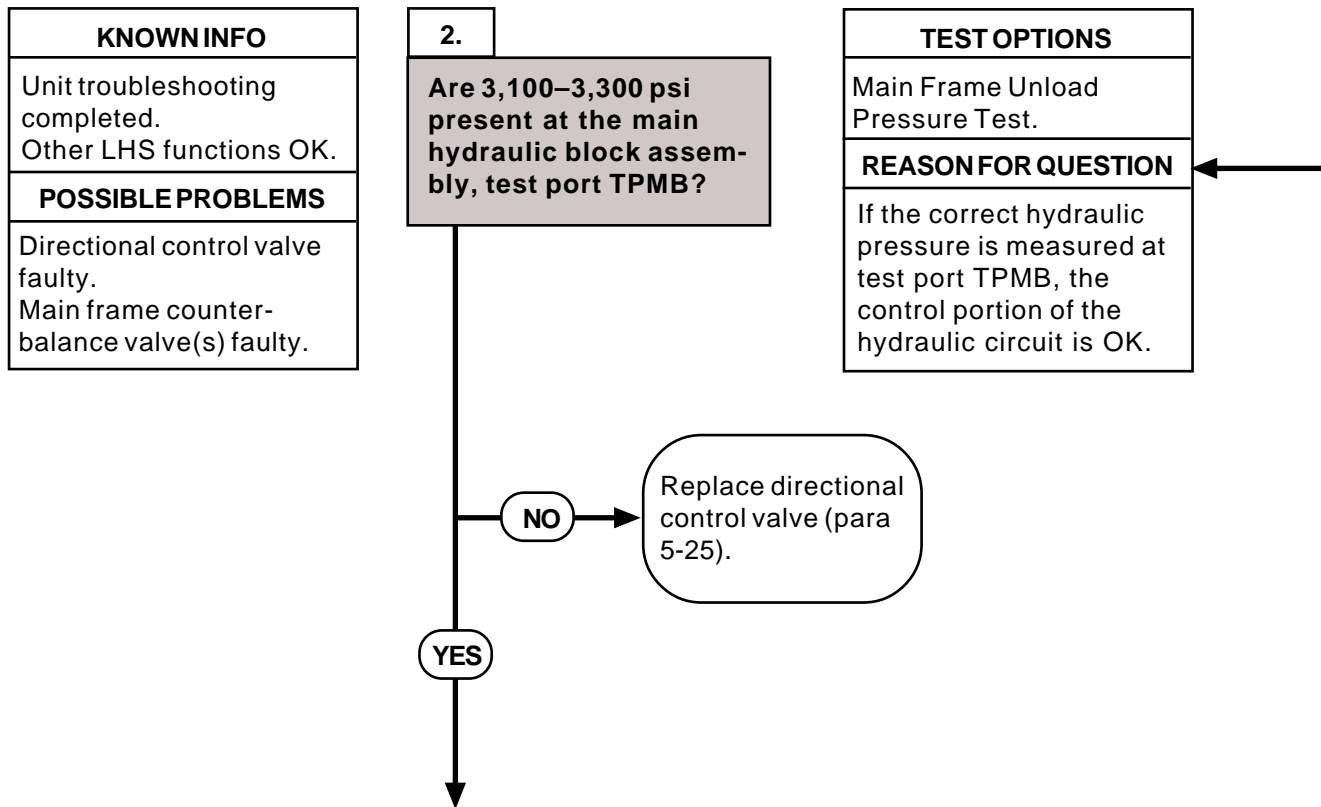 KNOWN INFO
Unit troubleshooting
completed.
Other LHS functions OK.
POSSIBLE PROBLEMS
Directional control valve
faulty.
Main frame counter-
balance valve(s) faulty.
2.
Are 3,100–3,300 psi
present at the main
hydraulic block assem-
bly, test port TPMB?
TEST OPTIONS
Main Frame Unload
Pressure Test.
REASON FOR QUESTION
If the correct hydraulic
pressure is measured at
test port TPMB, the
control portion of the
hydraulic circuit is OK.
NO
Replace directional
control valve (para
5-25).
YES